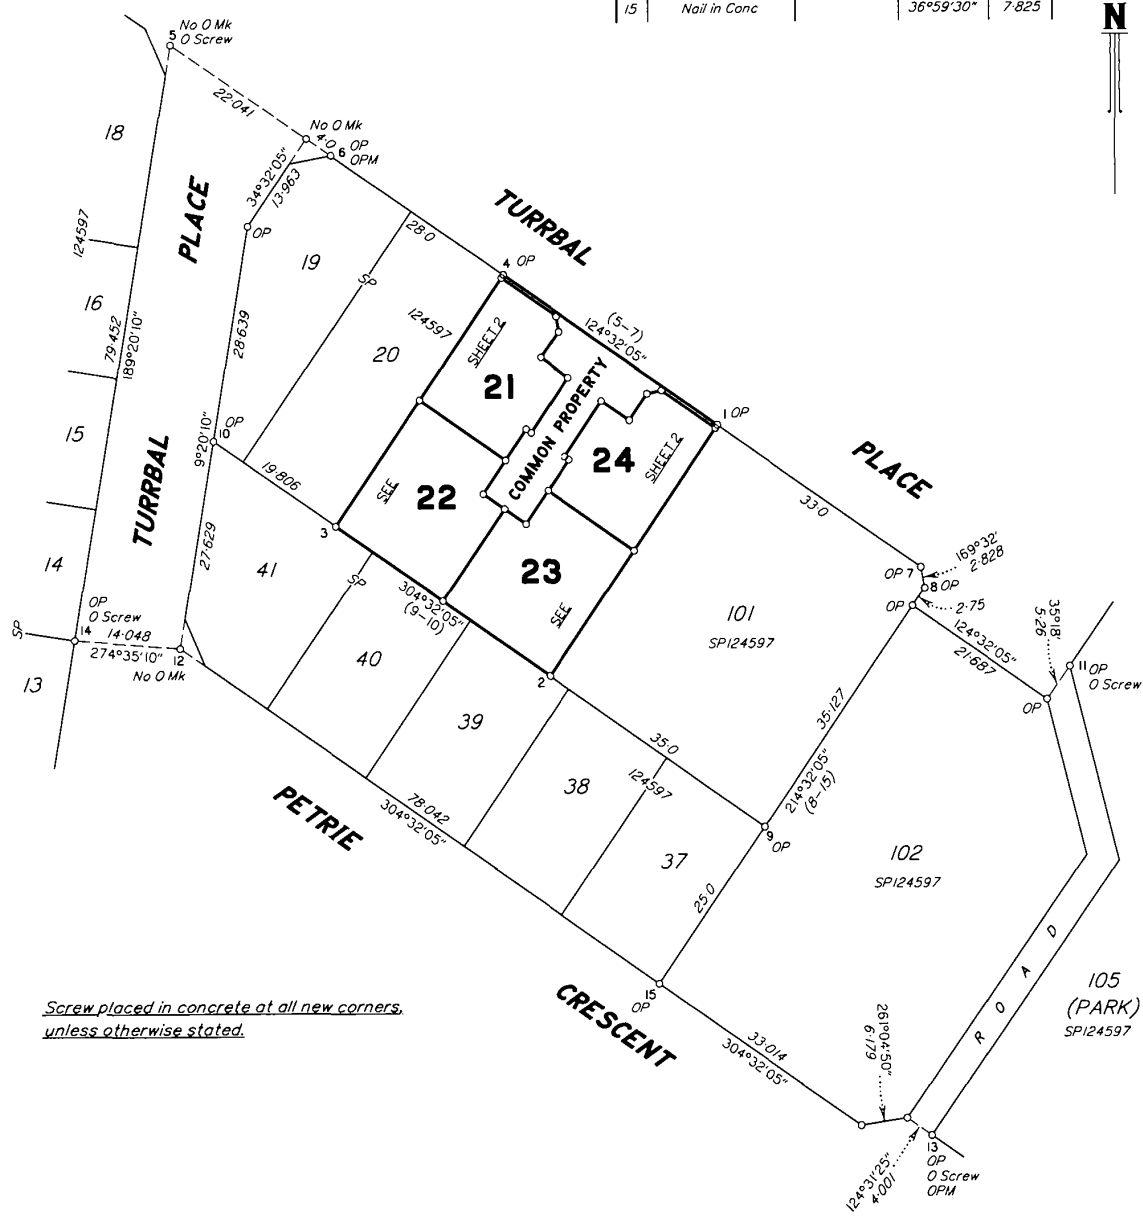 15 Nail in Conc 36°59'30" 7·825
N
5 No O Mk
O Screw
22·041
No O Mk
4·0
6 OP
OPM
18
34°32'05"
13·963
PLACE
OP
124597
19
28·0
TURRBAL
4 OP
SP
16
79·452
189°20'10"
28·639
20
124597
SHEET 2
21
(5-7)
124°32'05"
COMMON PROPERTY
1 OP
15
9°20'10"
OP
10
TURRBAL
19·806
24
SHEET 2
PLACE
SEE
22
33·0
3
27·629
169°32'
2·828
14
41
SP
304°32'05"
(9-10)
23
SEE
OP 7
8 OP
OP
2·75
OP
O Screw
SP
14
14·048
274°35'10"
12
No O Mk
101
SP124597
124°32'05"
21·687
35°18'
5·26
11 OP
O Screw
13
40
2
OP
39
35·0
35·127
214°32'05"
(8-15)
38
124597
PETRIE
78·042
304°32'05"
9
OP
37
102
SP124597
25·0
ROAD
105
(PARK)
SP124597
15
OP
Screw placed in concrete at all new corners,
unless otherwise stated.
CRESCENT
33·014
304°32'05"
261°04'50"
6·179
124°31'25"
4·001
13
OP
O Screw
OPM